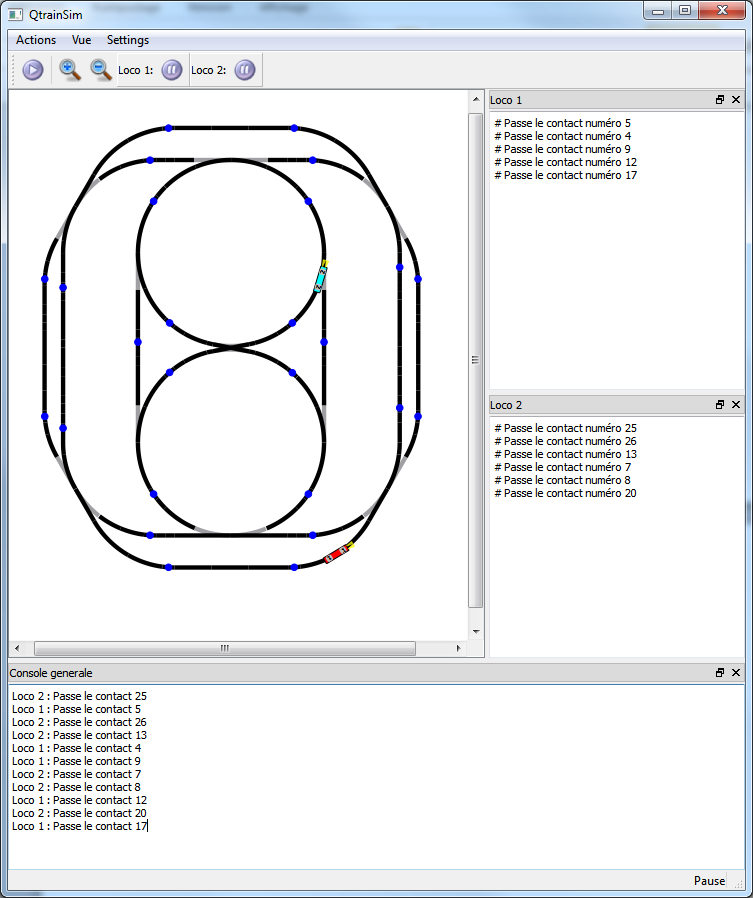 QtrainSim
Actions Vue Settings
Loco 1: Loco 2:
Loco 1
# Passe le contact numéro 5
# Passe le contact numéro 4
# Passe le contact numéro 9
# Passe le contact numéro 12
# Passe le contact numéro 17
Loco 2
# Passe le contact numéro 25
# Passe le contact numéro 26
# Passe le contact numéro 13
# Passe le contact numéro 7
# Passe le contact numéro 8
# Passe le contact numéro 20
Console generale
Loco 2 : Passe le contact 25
Loco 1 : Passe le contact 5
Loco 2 : Passe le contact 26
Loco 2 : Passe le contact 13
Loco 1 : Passe le contact 4
Loco 1 : Passe le contact 9
Loco 2 : Passe le contact 7
Loco 2 : Passe le contact 8
Loco 1 : Passe le contact 12
Loco 2 : Passe le contact 20
Loco 1 : Passe le contact 17
Pause